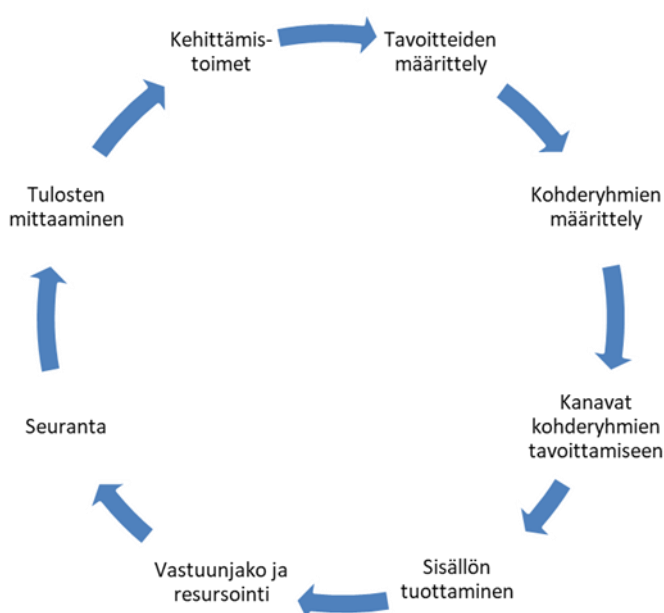 Kehittämis-
toimet
Tavoitteiden
määrittely
Kohderyhmien
määrittely
Kanavat
kohderyhmien
tavoittamiseen
Sisällön
tuottaminen
Vastuunjako ja
resursointi
Seuranta
Tulosten
mittaaminen